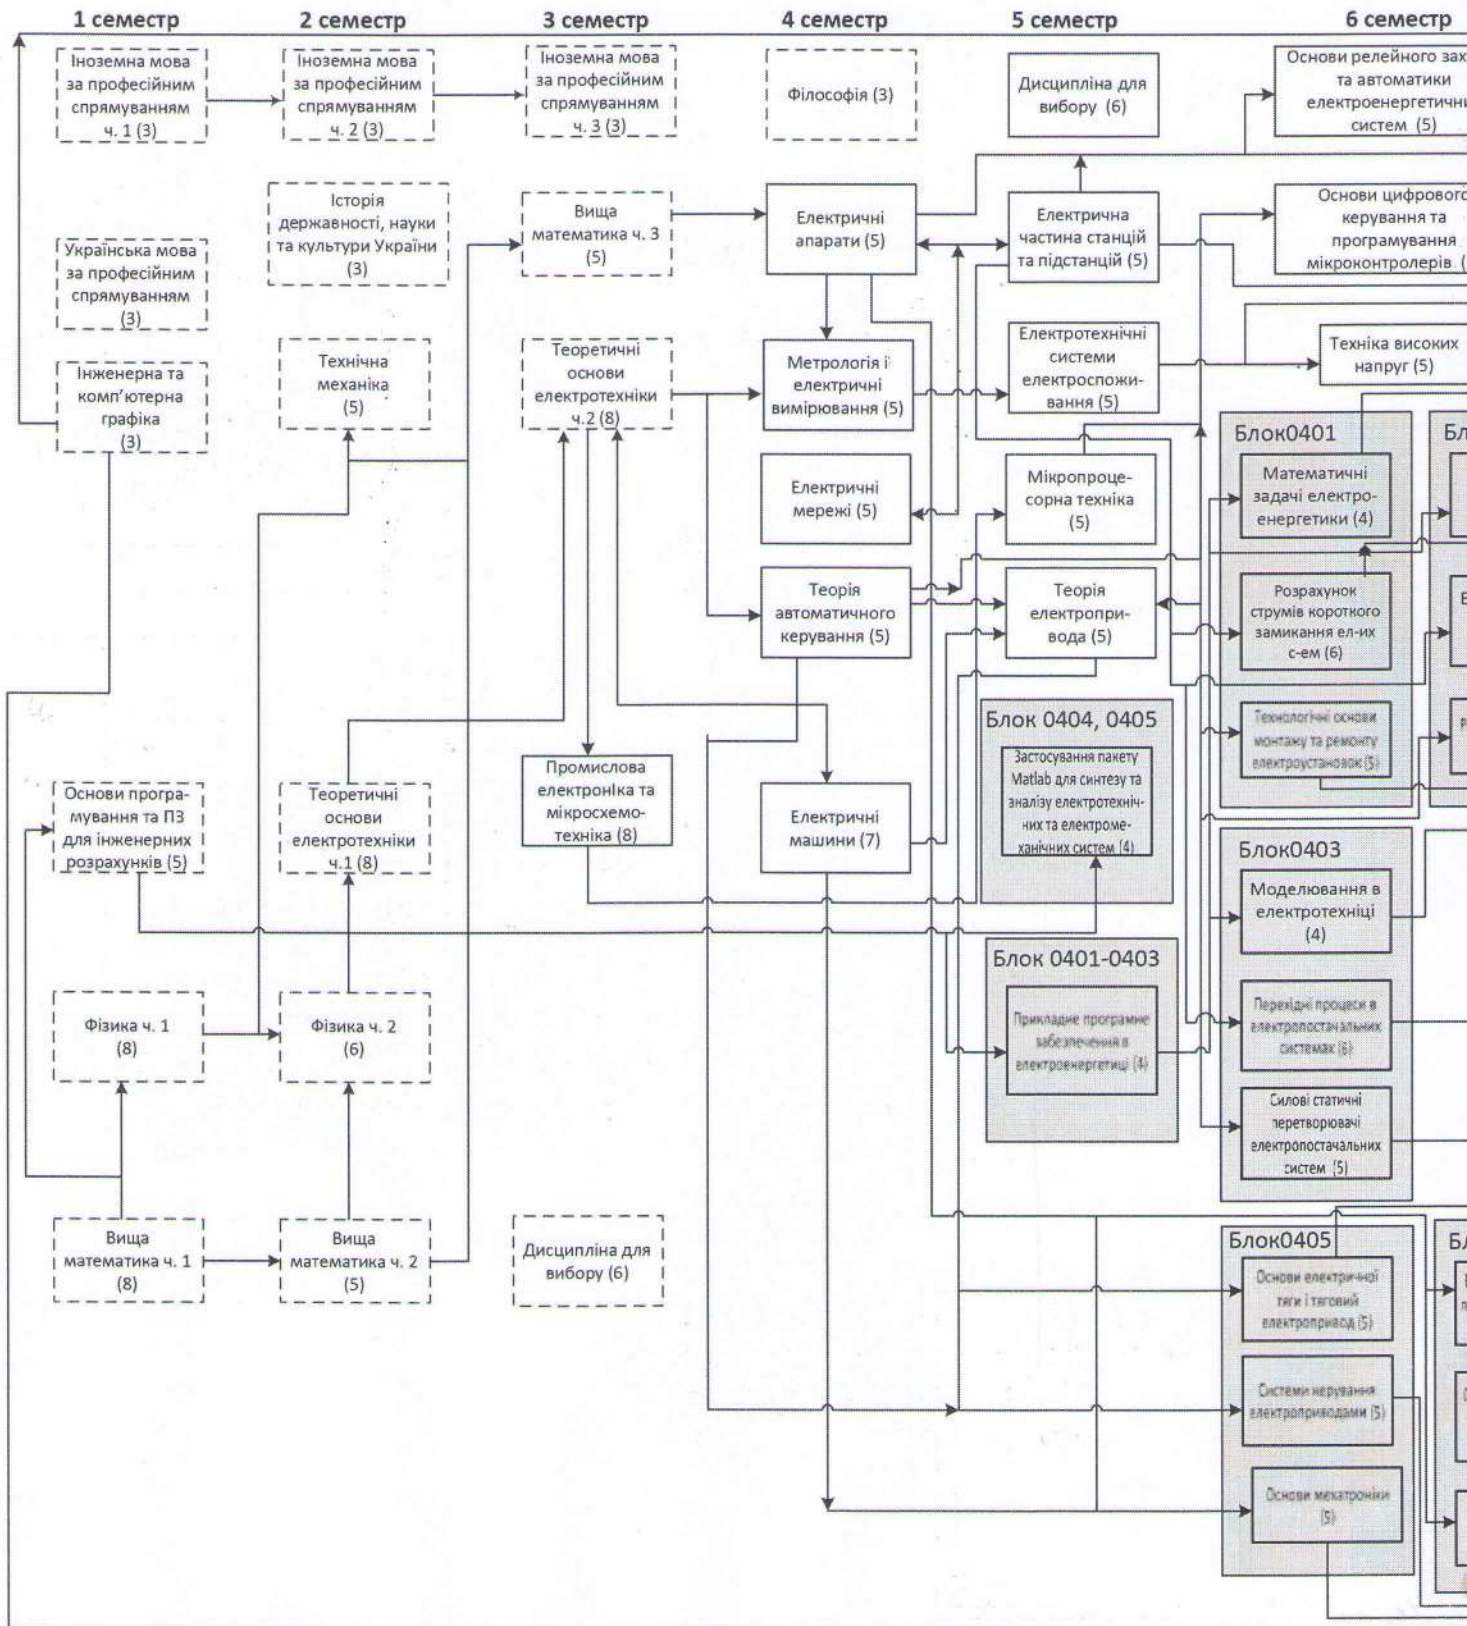 1 семестр
2 семестр
3 семестр
4 семестр
5 семестр
6 семестр
Іноземна мова
за професійним
спрямуванням
ч. 1 (3)
Українська мова
за професійним
спрямуванням
(3)
Інженерна та
комп’ютерна
графіка
(3)
Основи програ-
мування та ПЗ
для інженерних
розрахунків (5)
Фізика ч. 1
(8)
Вища
математика ч. 1
(8)
Іноземна мова
за професійним
спрямуванням
ч. 2 (3)
Історія
державності, науки
та культури України
(3)
Технічна
механіка
(5)
Теоретичні
основи
електротехніки
ч.1 (8)
Фізика ч. 2
(6)
Вища
математика ч. 2
(5)
Іноземна мова
за професійним
спрямуванням
ч. 3 (3)
Вища
математика ч. 3
(5)
Теоретичні
основи
електротехніки
ч.2 (8)
Промислова
електроніка та
мікросхемо-
техніка (8)
Дисципліна для
вибору (6)
Філософія (3)
Електричні
апарати (5)
Метрологія і
електричні
вимірювання (5)
Електричні
мережі (5)
Теорія
автоматичного
керування (5)
Електричні
машини (7)
Дисципліна для
вибору (6)
Електрична
частина станцій
та підстанцій (5)
Електротехнічні
системи
електроспожи-
вання (5)
Мікропроце-
сорна техніка
(5)
Теорія
електропри-
вода (5)
Блок 0404, 0405
Застосування пакету
Matlab для синтезу та
аналізу електротехніч-
них та електроме-
ханічних систем (4)
Блок 0401-0403
Прикладне програмне
забезпечення в
електроенергетиці (4)
Основи релейного
та автоматики
систем (5)
Основи цифрового
керування та
програмування
мікроконтролерів (
Техніка високих
напруг (5)
Блок0401
Математичні
задачі електро-
енергетики (4)
Розрахунок
струмів короткого
замикання ел-их
с-ем (6)
Технологічні основи
монтажу та ремонту
електроустановок (5)
Блок0403
Моделювання в
електротехніці
(4)
Перехідні процеси в
електропостачальних
системах (6)
Силові статичні
перетворювачі
електропостачальних
систем (5)
Блок0405
Основи електричної
тяги і тяговий
електропривод (5)
Системи керування
електроприводами (5)
Основи мехатроніки
(5)